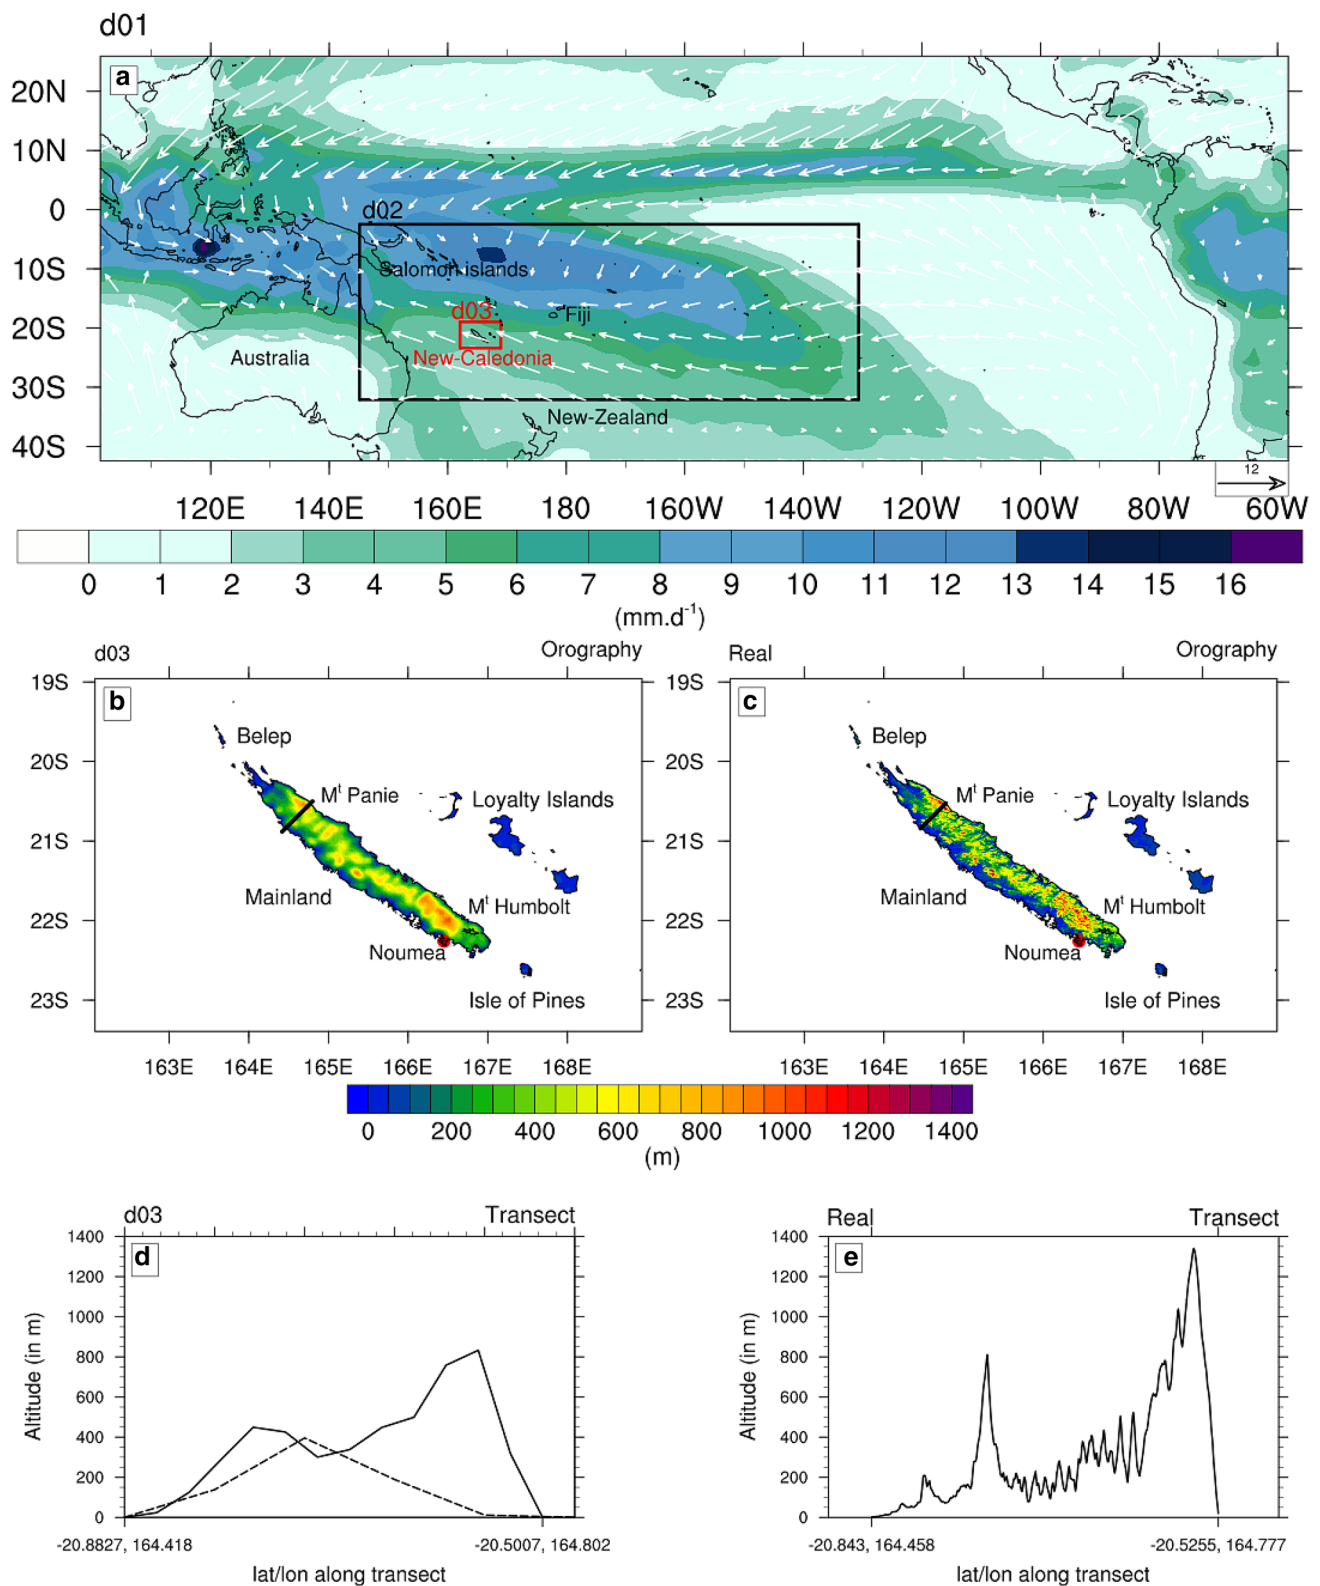 d01
a
20N
10N
0
10S
20S
30S
40S
d02
Salomon islands
d03
Fiji
New-Caledonia
Australia
New-Zealand
12
120E 140E 160E 180 160W 140W 120W 100W 80W 60W
0 1 2 3 4 5 6 7 8 9 10 11 12 13 14 15 16
(mm.d-1)
d03 Orography
b
19S
20S
21S
22S
23S
Belep
Mt Panie
Loyalty Islands
Mainland
Mt Humbolt
Noumea
Isle of Pines
163E 164E 165E 166E 167E 168E
Real Orography
c
19S
20S
21S
22S
23S
Belep
Mt Panie
Loyalty Islands
Mainland
Mt Humbolt
Noumea
Isle of Pines
163E 164E 165E 166E 167E 168E
0 200 400 600 800 1000 1200 1400
(m)
d03 Transect
d
1400
1200
1000
800
600
400
200
0
Altitude (in m)
-20.8827, 164.418 -20.5007, 164.802
lat/lon along transect
Real Transect
e
1400
1200
1000
800
600
400
200
0
Altitude (in m)
-20.843, 164.458 -20.5255, 164.777
lat/lon along transect